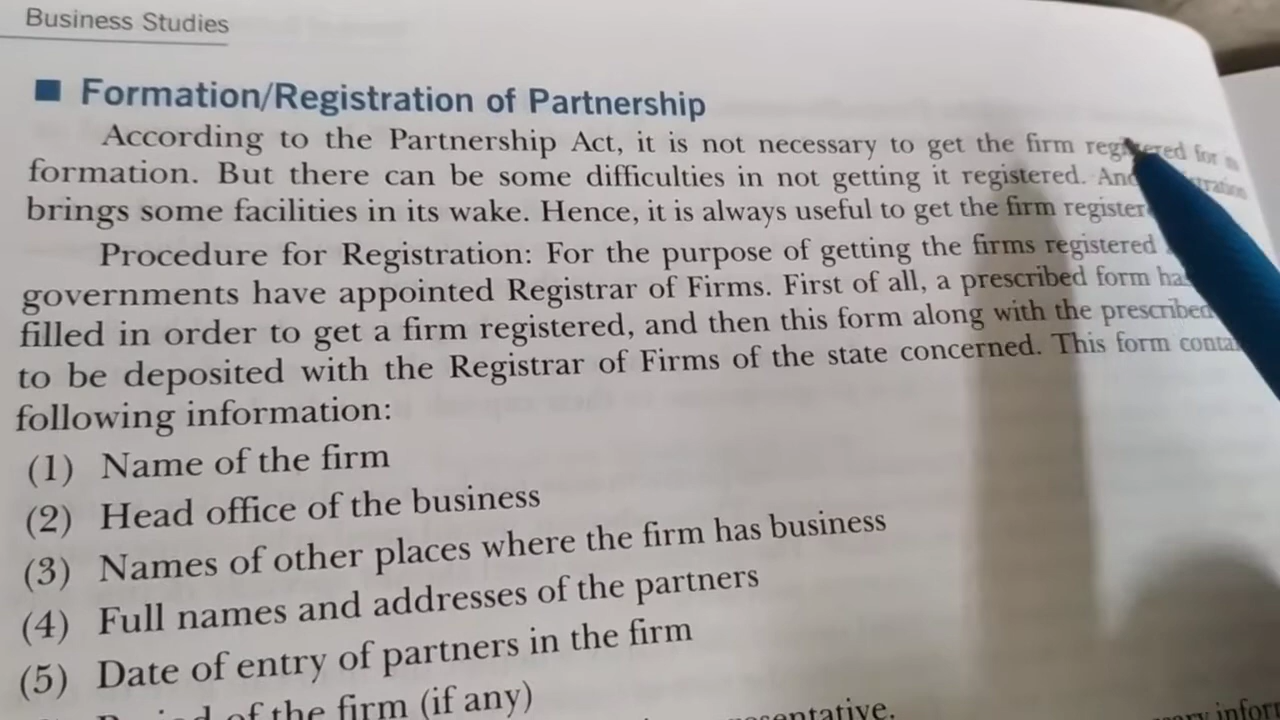 Business Studies
■ Formation/Registration of Partnership
According to the Partnership Act, it is not necessary to get the firm registered for
formation. But there can be some difficulties in not getting it registered. And
brings some facilities in its wake. Hence, it is always useful to get the firm
Procedure for Registration: For the purpose of getting the firms registered
governments have appointed Registrar of Firms. First of all, a prescribed form
filled in order to get a firm registered, and then this form along with the prescribed
to be deposited with the Registrar of Firms of the state concerned. This form
following information:
(1) Name of the firm
(2) Head office of the business
(3) Names of other places where the firm has business
(4) Full names and addresses of the partners
(5) Date of entry of partners in the firm
of the firm (if any)